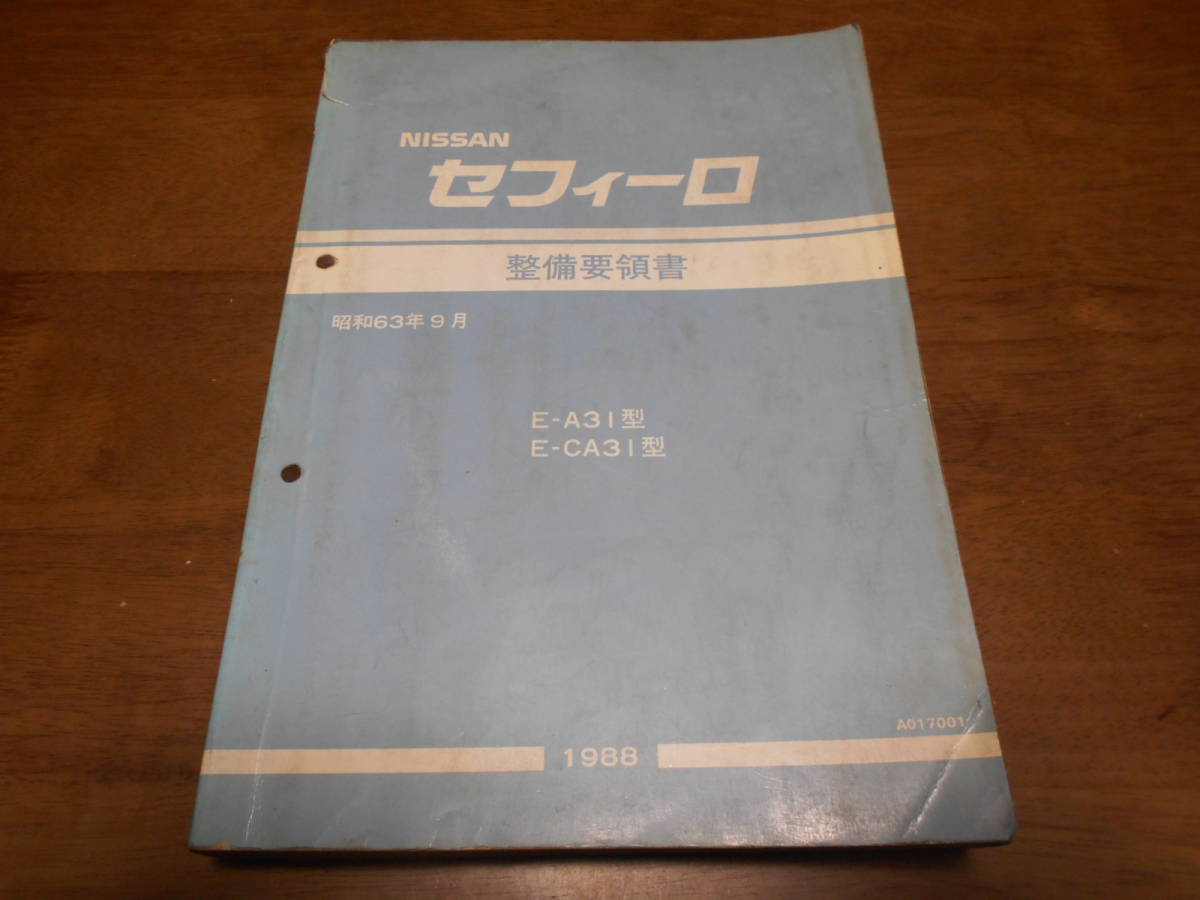 NISSAN
セフィーロ
整備要領書
昭和63年9月
E-A31型
E-CA31型
A017001
1988